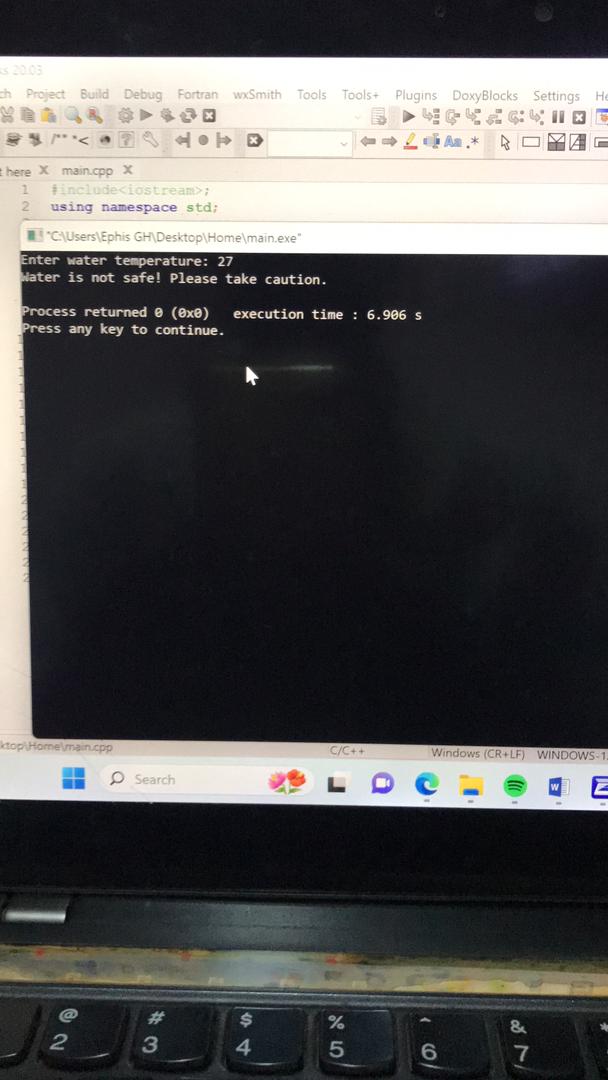 ks 20.03
ch Project Build Debug Fortran wxSmith Tools Tools+ Plugins DoxyBlocks Settings He
/** *< Aa .*
t here X main.cpp X
1 #include<iostream>;
2 using namespace std;
"C:\Users\Ephis GH\Desktop\Home\main.exe"
Enter water temperature: 27
Water is not safe! Please take caution.
Process returned 0 (0x0) execution time : 6.906 s
Press any key to continue.
ktop\Home\main.cpp C/C++ Windows (CR+LF) WINDOWS-1
Search
@ # $ % ^ & *
2 3 4 5 6 7